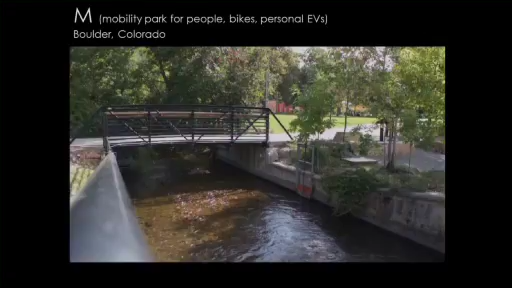 M (mobility park for people, bikes, personal EVs)
Boulder, Colorado